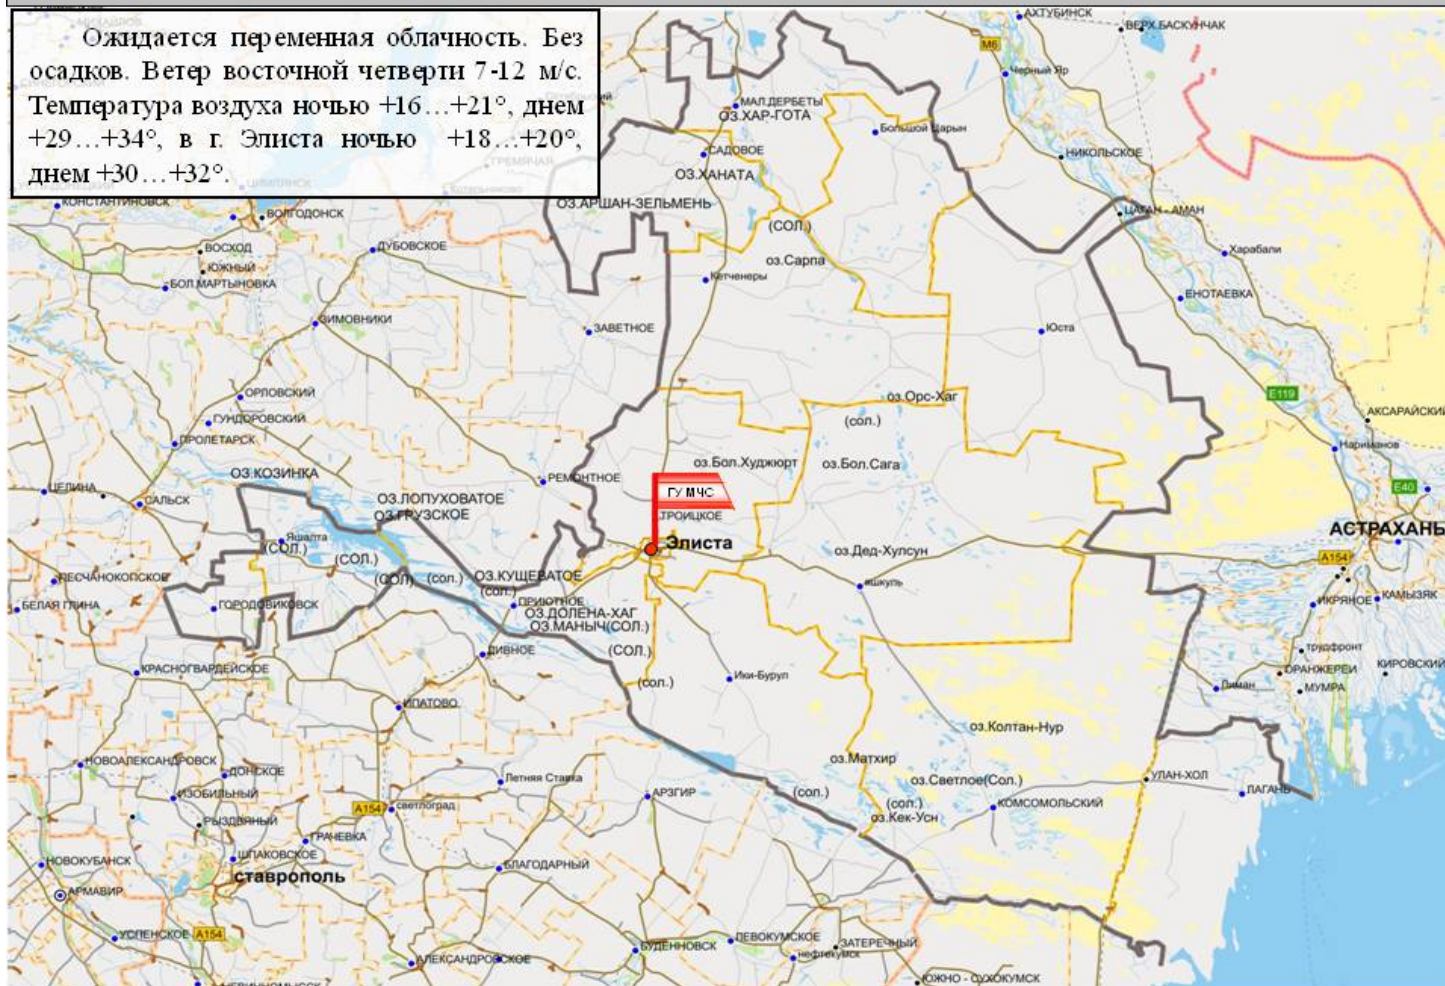 Ожидается переменная облачность. Без
осадков. Ветер восточной четверти 7-12 м/с.
Температура воздуха ночью +16…+21°, днем
+29…+34°, в г. Элиста ночью +18…+20°,
днем +30…+32°.
АХТУБИНСК
ВЕРХ.БАСКУНЧАК
М6
Черный Яр
МАЛ.ДЕРБЕТЫ
ОЗ.ХАР-ГОТА
Большой Царын
САДОВОЕ
НИКОЛЬСКОЕ
ОЗ.ХАНАТА
ЦИМЛЯНСК
КОНСТАНТИНОВСК
ВОЛГОДОНСК
ОЗ.АРШАН-ЗЕЛЬМЕНЬ
ЦАГАН - АМАН
(СОЛ.)
ВОСХОД
ДУБОВСКОЕ
Харабали
ЮЖНЫЙ
оз.Сарпа
БОЛ.МАРТЫНОВКА
Кетченеры
ЕНОТАЕВКА
ЗИМОВНИКИ
ЗАВЕТНОЕ
Юста
ОРЛОВСКИЙ
оз.Орс-Хаг
Е119
ГУНДОРОВСКИЙ
(сол.)
АКСАРАЙСКИЙ
ПРОЛЕТАРСК
Нариманов
ОЗ.КОЗИНКА
оз.Бол.Худжюрт
оз.Бол.Сага
РЕМОНТНОЕ
ЦЕЛИНА
САЛЬСК
ОЗ.ЛОПУХОВАТОЕ
ГУ МЧС
Е40
ОЗ.ГРУЗСКОЕ
ТРОИЦКОЕ
АСТРАХАНЬ
Яшалта
(СОЛ.)
Элиста
оз.Дед-Хулсун
А154
(СОЛ.)
(СОЛ)
(сол.)
ОЗ.КУЩЕВАТОЕ
(сол.)
яшкуль
ПЕСЧАНОКОПСКОЕ
БЕЛАЯ ГЛИНА
ГОРОДОВИКОВСК
ПРИЮТНОЕ
ОЗ.ДОЛЕНА-ХАГ
ОЗ.МАНЫЧ(СОЛ.)
ИКРЯНОЕ
КАМЫЗЯК
ДИВНОЕ
(СОЛ.)
трудфронт
КРАСНОГВАРДЕЙСКОЕ
(сол.)
Ики-Бурул
ОРАНЖЕРЕИ
КИРОВСКИЙ
Лиман
МУМРА
ИПАТОВО
оз.Колтан-Нур
НОВОАЛЕКСАНДРОВСК
ДОНСКОЕ
Летняя Ставка
оз.Матхир
оз.Светлое(Сол.)
УЛАН-ХОЛ
ИЗОБИЛЬНЫЙ
А154
светлоград
АРЗГИР
(сол.)
(сол.)
КОМСОМОЛЬСКИЙ
ЛАГАНЬ
РЫЗДВЯНЫЙ
оз.Кек-Усн
ГРАЧЕВКА
НОВОКУБАНСК
ШПАКОВСКОЕ
БЛАГОДАРНЫЙ
ставрополь
АРМАВИР
УСПЕНСКОЕ
А154
БУДЕННОВСК
ЛЕВОКУМСКОЕ
ЗАТЕРЕЧНЫЙ
АЛЕКСАНДРОВСКОЕ
нефтекумск
ЮЖНО - СУХОКУМСК